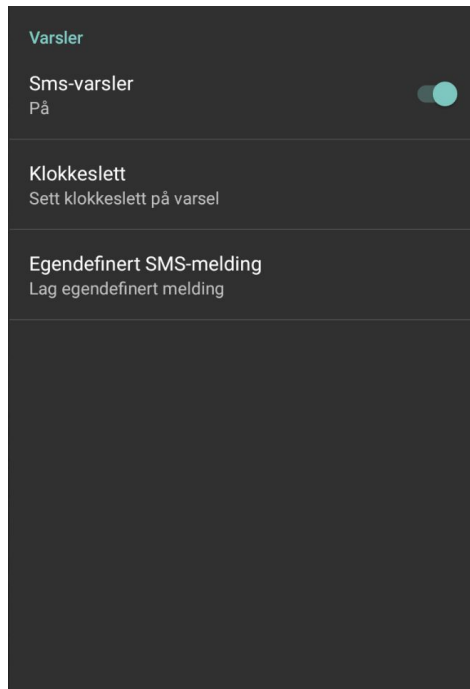 Varsler
Sms-varsler
På
Klokkeslett
Sett klokkeslett på varsel
Egendefinert SMS-melding
Lag egendefinert melding